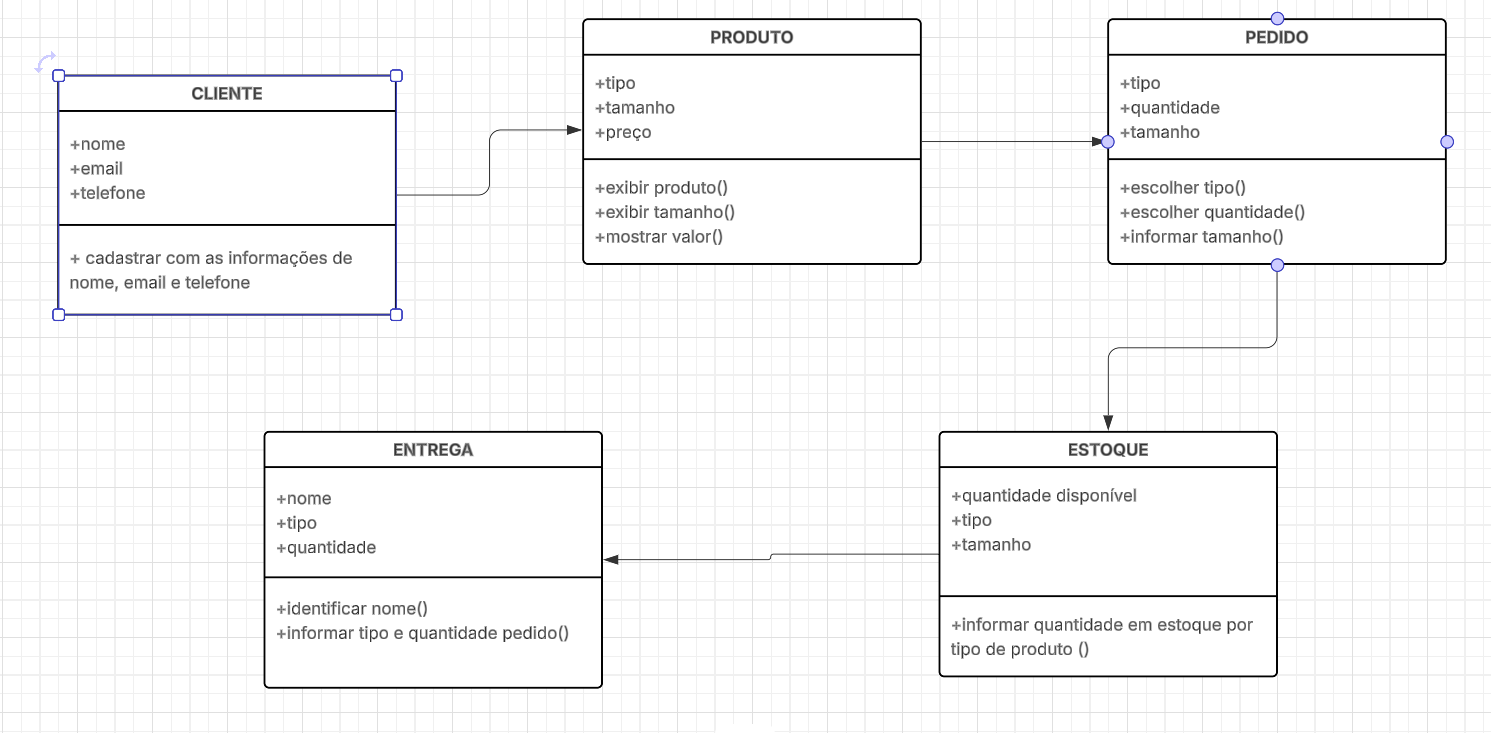 CLIENTE
+nome
+email
+telefone
+ cadastrar com as informações de
nome, email e telefone
PRODUTO
+tipo
+tamanho
+preço
+exibir produto()
+exibir tamanho()
+mostrar valor()
PEDIDO
+tipo
+quantidade
+tamanho
+escolher tipo()
+escolher quantidade()
+informar tamanho()
ENTREGA
+nome
+tipo
+quantidade
+identificar nome()
+informar tipo e quantidade pedido()
ESTOQUE
+quantidade disponível
+tipo
+tamanho
+informar quantidade em estoque por
tipo de produto ()